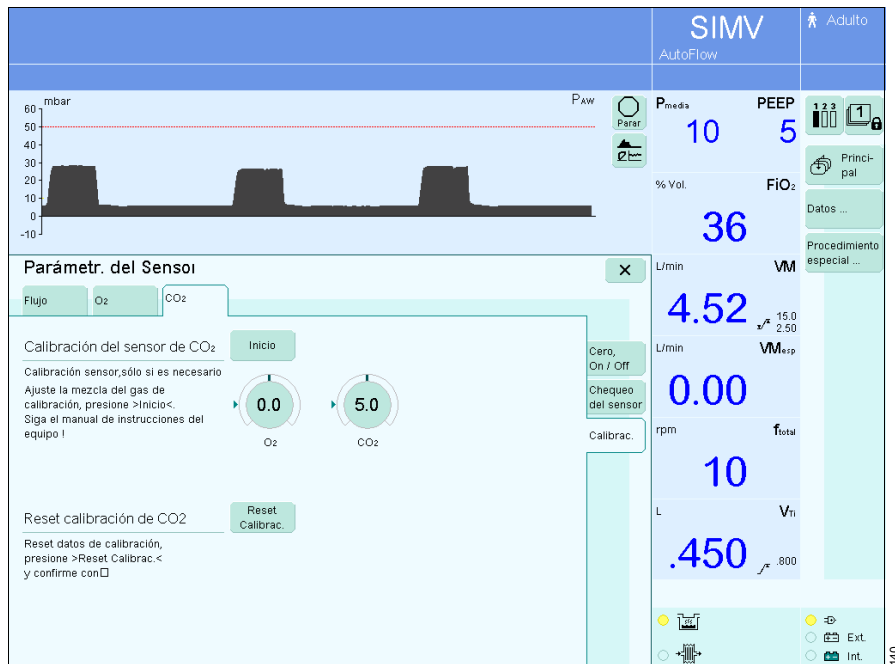 SIMV
AutoFlow
Adulto
mbar
PAW
60
50
40
30
20
10
0
-10
Parar
Pmedia
PEEP
10
5
% Vol.
FiO₂
36
L/min
VM
4.52
15.0
2.50
L/min
VMesp
0.00
rpm
ftotal
10
L
VTi
.450
.800
1 2 3
1
Princi-
pal
Datos ...
Procedimiento
especial ...
Parámetr. del Sensor
Flujo
O₂
CO₂
Calibración del sensor de CO₂
Inicio
Calibración sensor,sólo si es necesario
Ajuste la mezcla del gas de
calibración, presione >Inicio<.
Siga el manual de instrucciones del
equipo !
0.0
5.0
O₂
CO₂
Cero,
On / Off
Chequeo
del sensor
Calibrac.
Reset calibración de CO2
Reset
Calibrac.
Reset datos de calibración,
presione >Reset Calibrac.<
y confirme con
Ext.
Int.